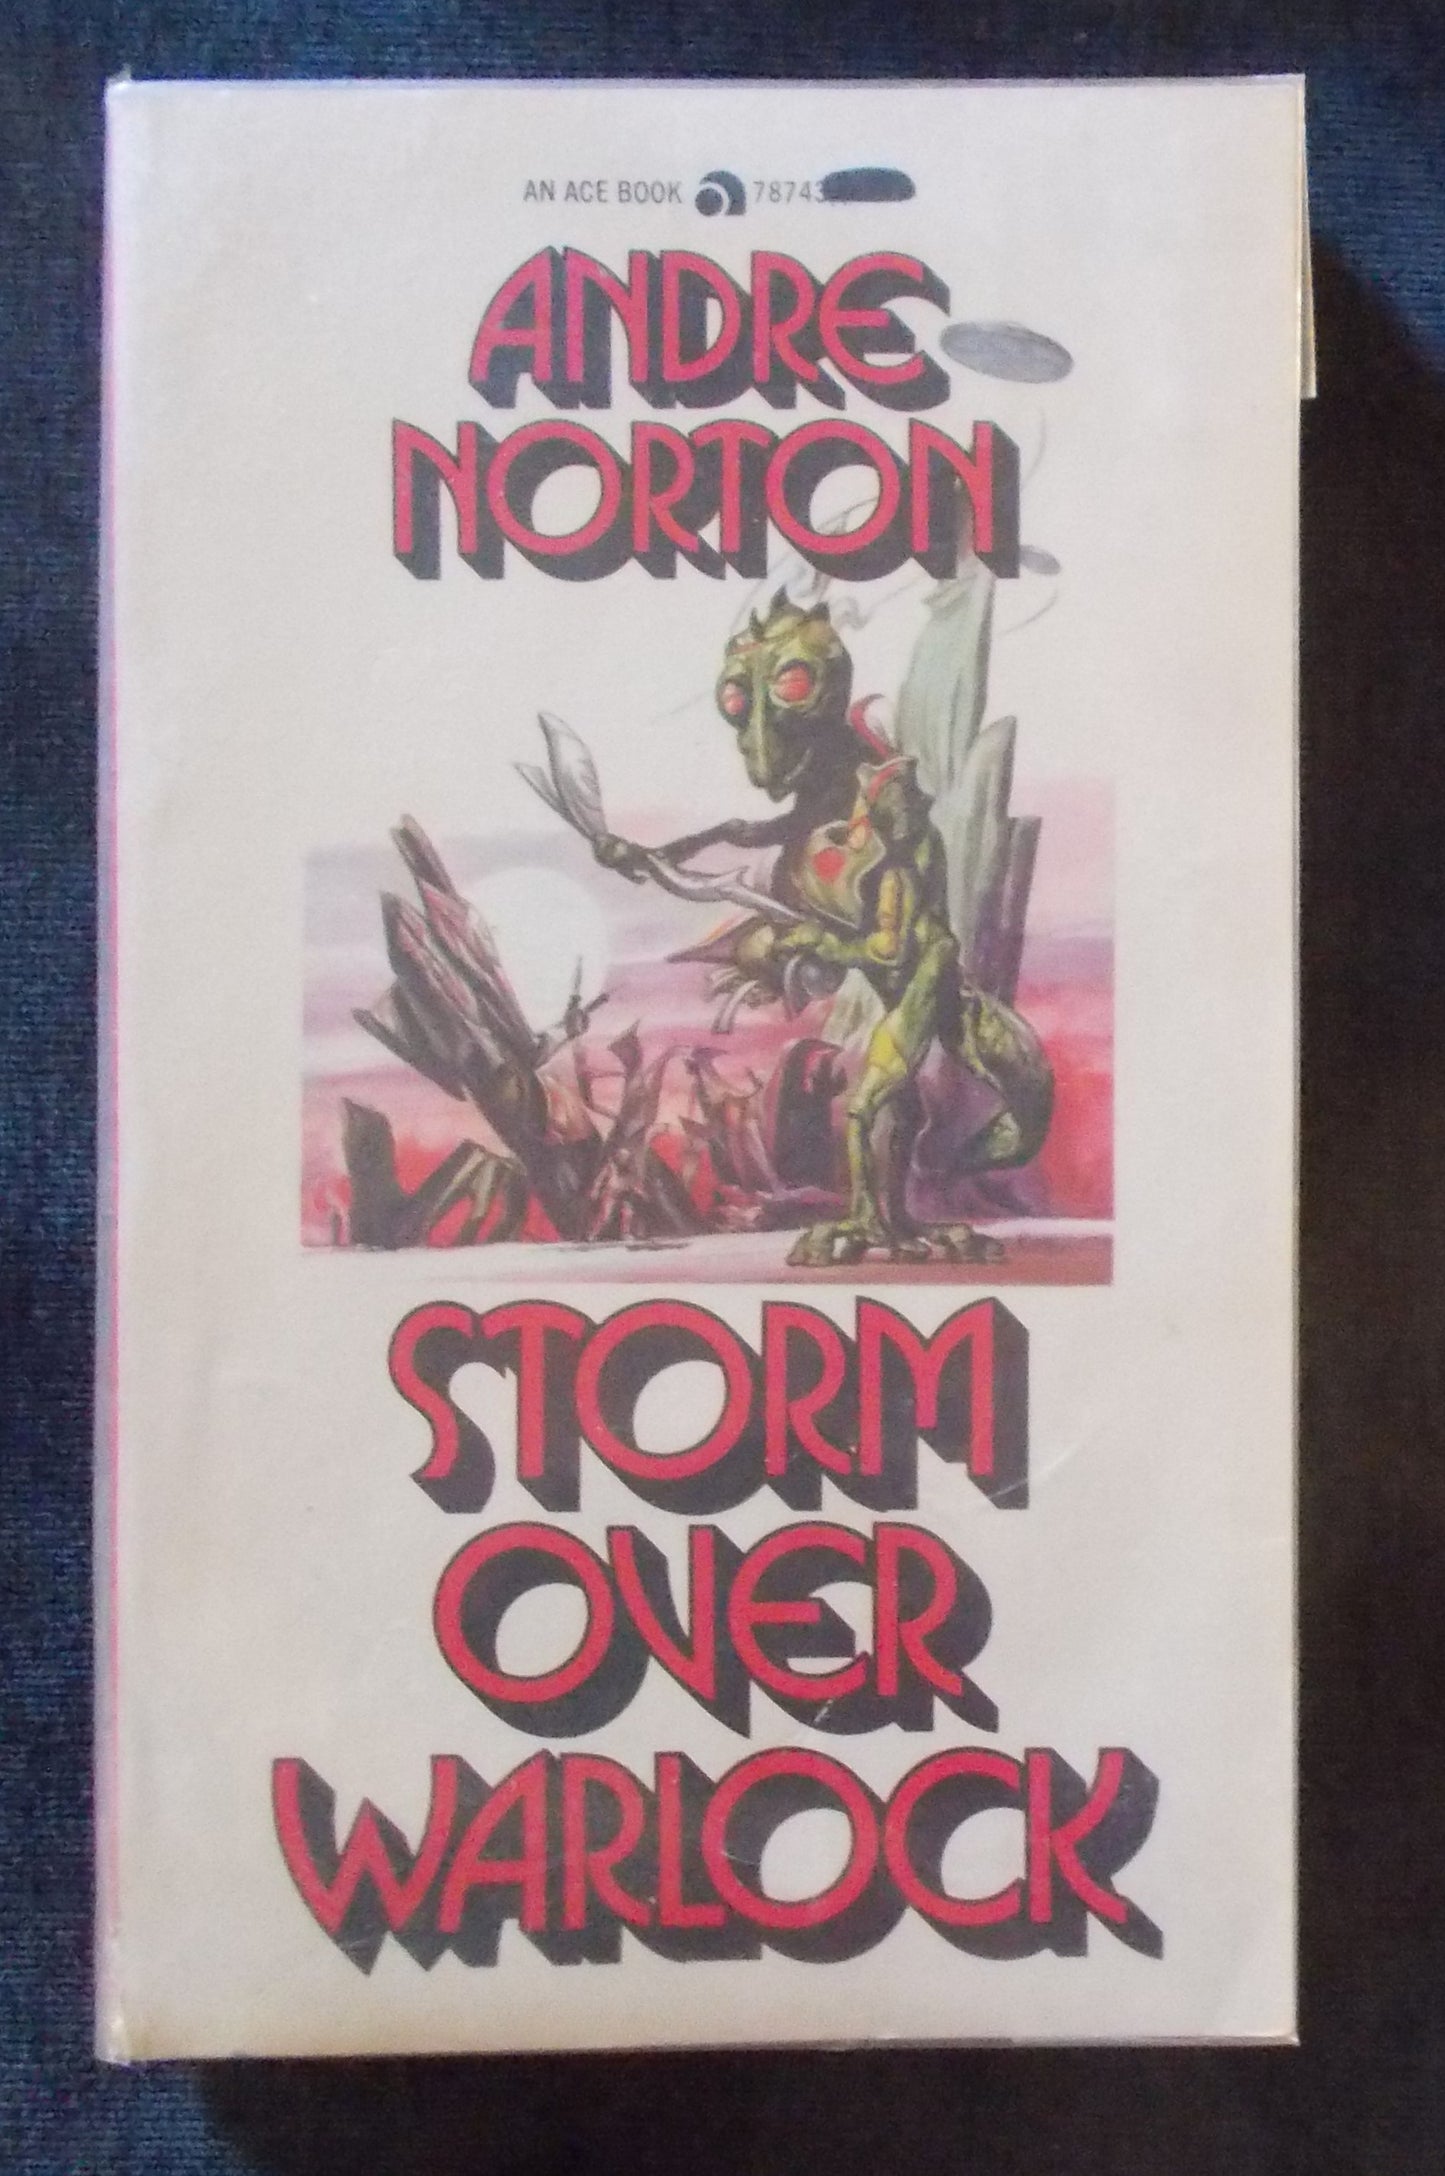 AN ACE BOOK 78743
ANDRE
NORTON
STORM
OVER
WARLOCK